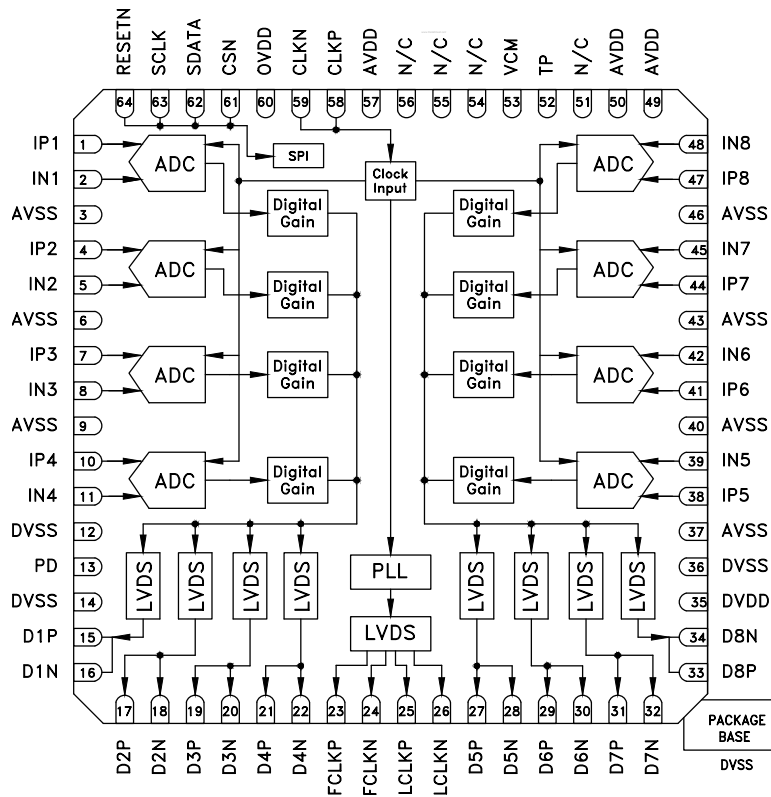 RESETN
SCLK
SDATA
CSN
OVDD
CLKN
CLKP
AVDD
N/C
N/C
N/C
VCM
TP
N/C
AVDD
AVDD
64
63
62
61
60
59
58
57
56
55
54
53
52
51
50
49
IP1
1
IN1
2
AVSS
3
IP2
4
IN2
5
AVSS
6
IP3
7
IN3
8
AVSS
9
IP4
10
IN4
11
DVSS
12
PD
13
DVSS
14
D1P
15
D1N
16
ADC
ADC
ADC
ADC
SPI
Clock
Input
Digital
Gain
Digital
Gain
Digital
Gain
Digital
Gain
Digital
Gain
Digital
Gain
Digital
Gain
Digital
Gain
ADC
ADC
ADC
ADC
48
IN8
47
IP8
46
AVSS
45
IN7
44
IP7
43
AVSS
42
IN6
41
IP6
40
AVSS
39
IN5
38
IP5
37
AVSS
36
DVSS
35
DVDD
34
D8N
33
D8P
LVDS
LVDS
LVDS
LVDS
PLL
LVDS
LVDS
LVDS
LVDS
LVDS
17
18
19
20
21
22
23
24
25
26
27
28
29
30
31
32
D2P
D2N
D3P
D3N
D4P
D4N
FCLKP
FCLKN
LCLKP
LCLKN
D5P
D5N
D6P
D6N
D7P
D7N
PACKAGE
BASE
DVSS